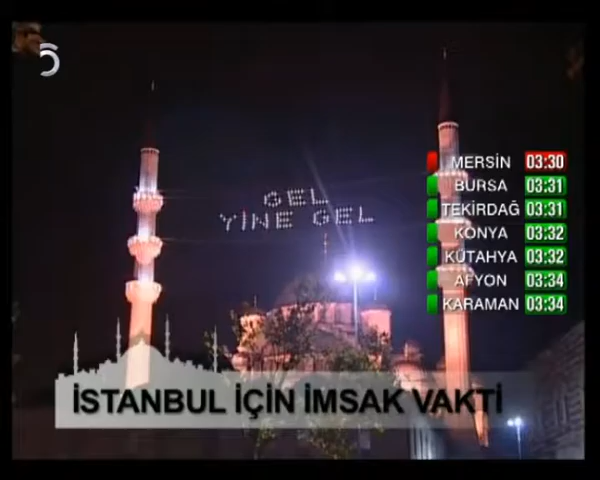 GEL
YİNE GEL
MERSİN 03:30
BURSA 03:31
TEKİRDAĞ 03:31
KONYA 03:32
KÜTAHYA 03:32
AFYON 03:34
KARAMAN 03:34
İSTANBUL İÇİN İMSAK VAKTİ